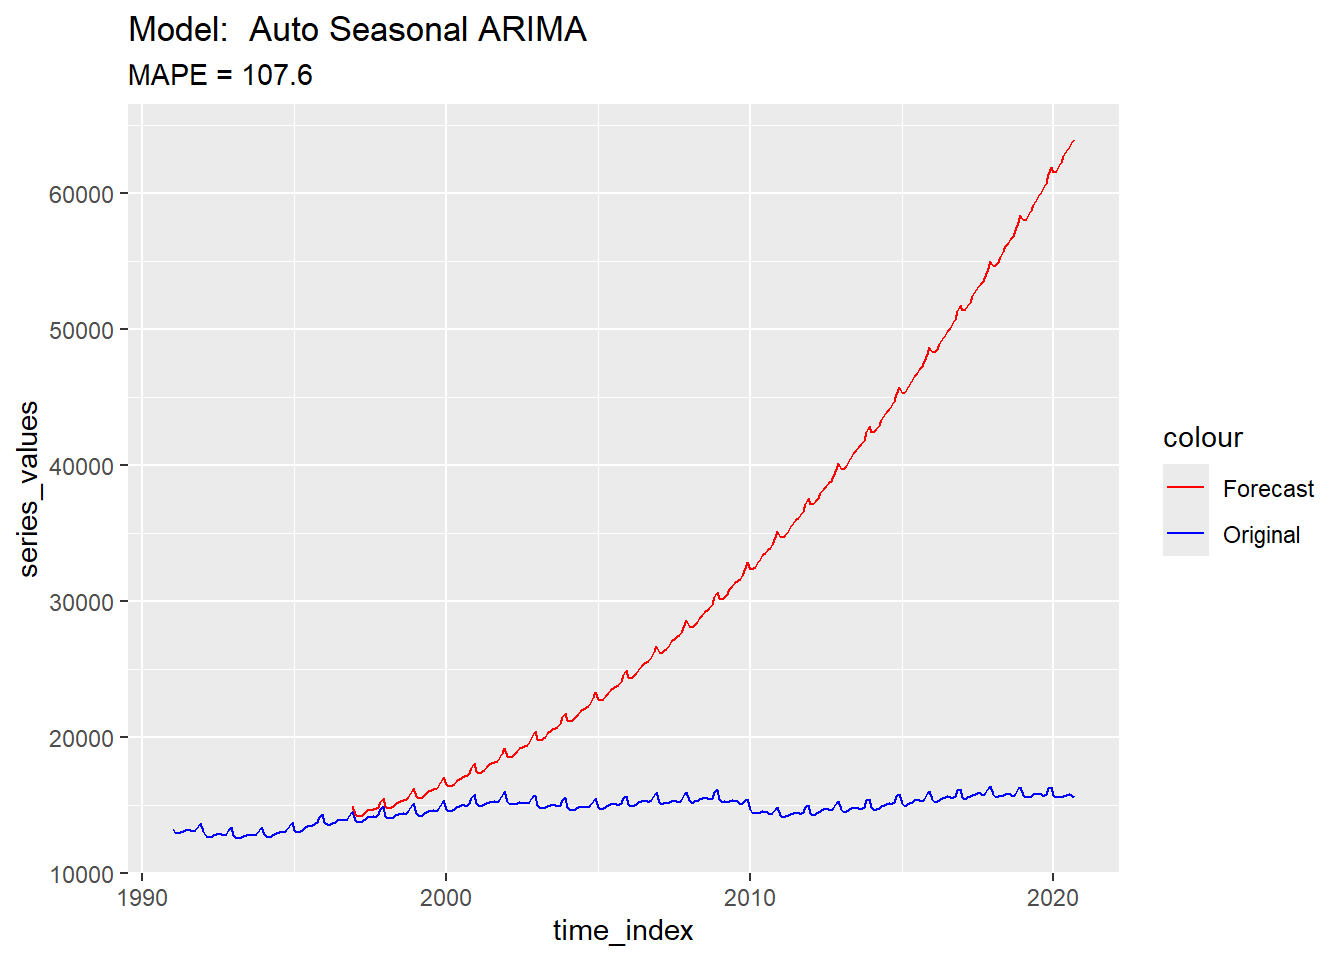 Model:  Auto Seasonal ARIMA
MAPE = 107.6
60000
50000
40000
30000
20000
10000
series_values
1990 2000 2010 2020
time_index
colour
Forecast
Original